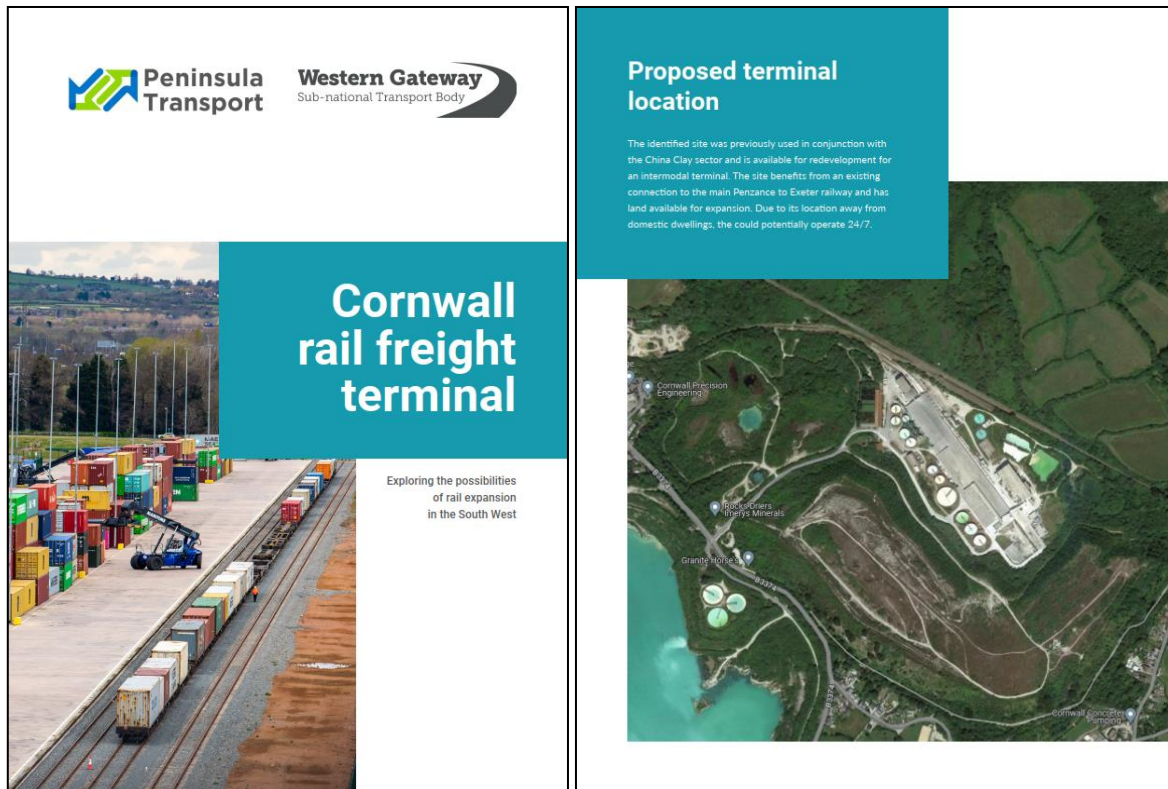 Peninsula
Transport
Western Gateway
Sub-national Transport Body
Cornwall
rail freight
terminal
Exploring the possibilities
of rail expansion
in the South West
Proposed terminal
location
The identified site was previously used in conjunction with
the China Clay sector and is available for redevelopment for
an intermodal terminal. The site benefits from an existing
connection to the main Penzance to Exeter railway and has
land available for expansion. Due to its location away from
domestic dwellings, the could potentially operate 24/7.
Cornwall Precision
Engineering
Rocks Driers
Imerys Minerals
Granite Horse's
B3374
B3374
Cornwall Concrete
Pumping